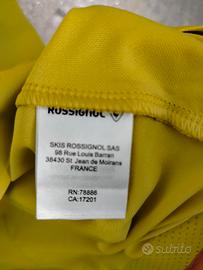 ROSSIGNOL
SKIS ROSSIGNOL SAS
98 Rue Louis Barran
38430 St Jean de Moirans
FRANCE
RN:78886
CA:17201
subito